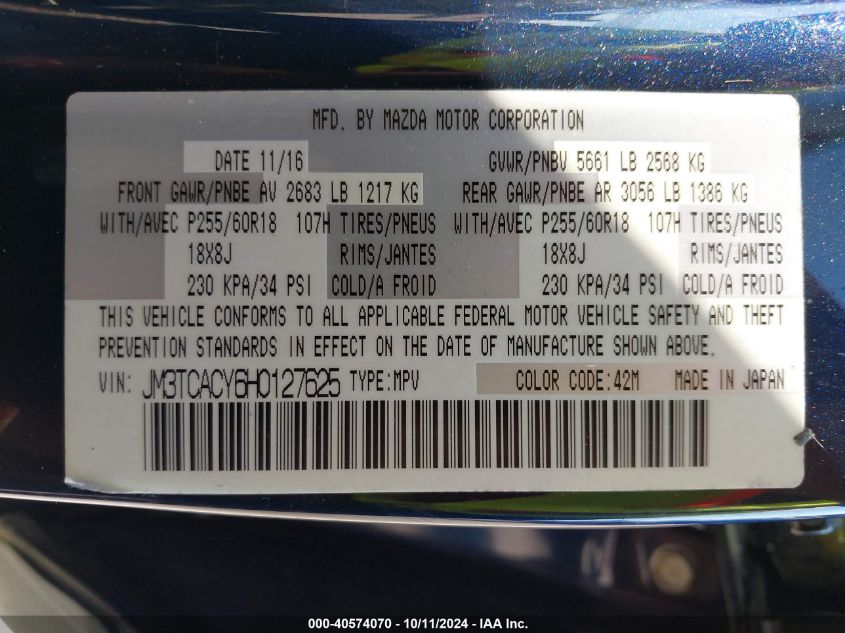 MFD. BY MAZDA MOTOR CORPORATION
DATE 11/16 GVWR/PNBV 5661 LB 2568 KG
FRONT GAWR/PNBE AV 2683 LB 1217 KG REAR GAWR/PNBE AR 3056 LB 1386 KG
WITH/AVEC P255/60R18 107H TIRES/PNEUS WITH/AVEC P255/60R18 107H TIRES/PNEUS
18X8J RIMS/JANTES 18X8J RIMS/JANTES
230 KPA/34 PSI COLD/A FROID 230 KPA/34 PSI COLD/A FROID
THIS VEHICLE CONFORMS TO ALL APPLICABLE FEDERAL MOTOR VEHICLE SAFETY AND THEFT
PREVENTION STANDARDS IN EFFECT ON THE DATE OF MANUFACTURE SHOWN ABOVE.
VIN: JM3TCACY6H0127625 TYPE:MPV COLOR CODE:42M MADE IN JAPAN
000-40574070 - 10/11/2024 - IAA Inc.